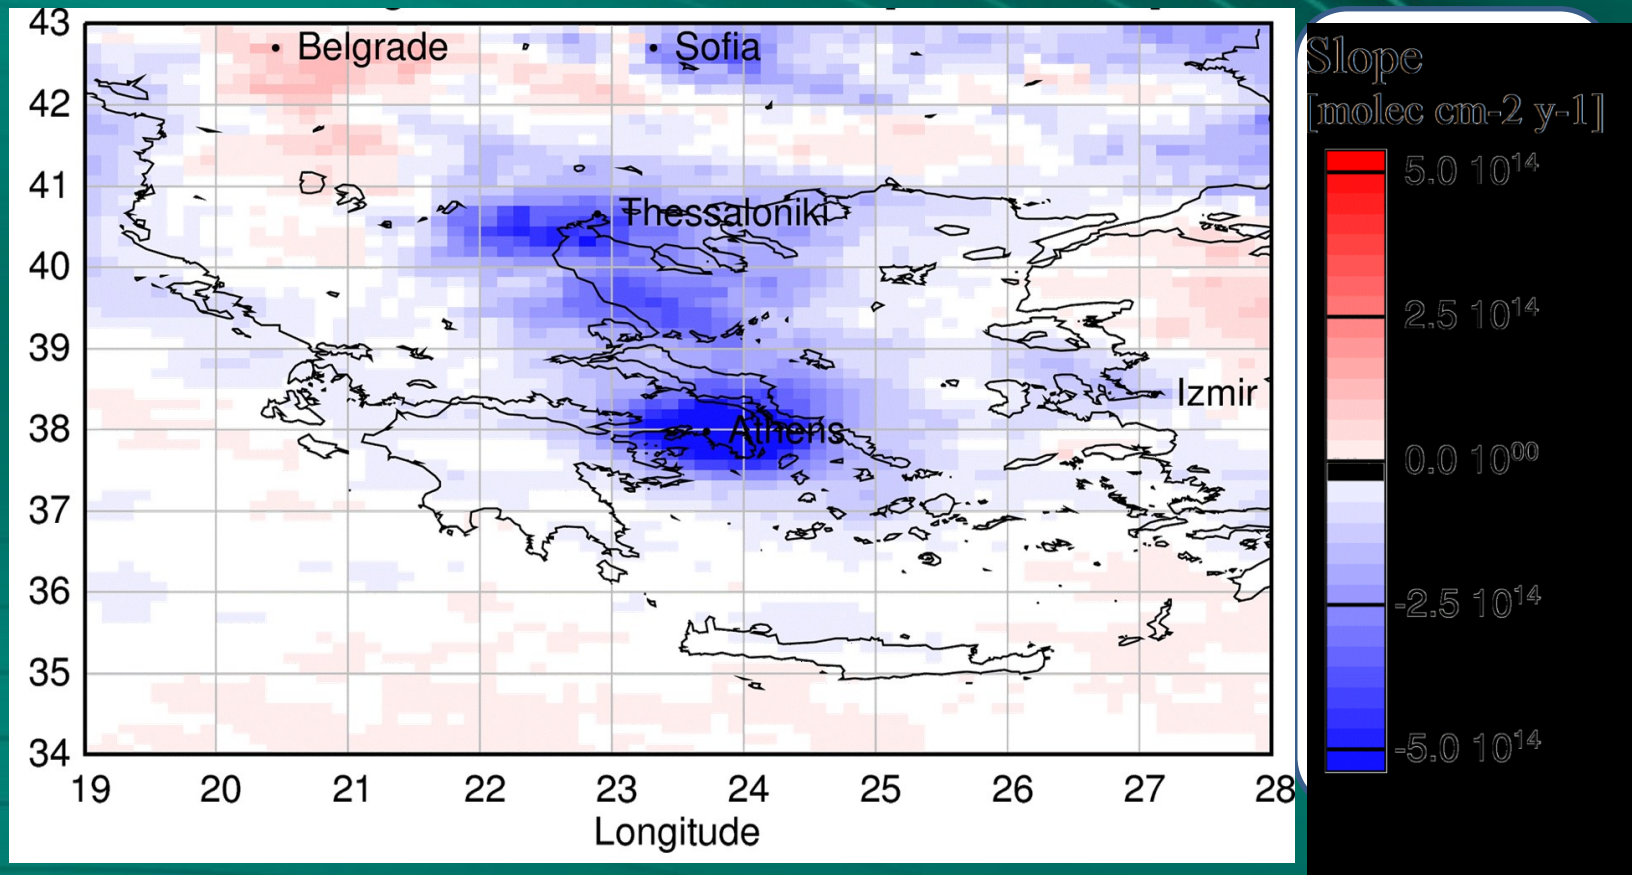 43
42
41
40
39
38
37
36
35
34
Belgrade
Sofia
Thessaloniki
Izmir
Athens
19 20 21 22 23 24 25 26 27 28
Longitude
Slope
[molec cm-2 y-1]
5.0 10¹⁴
2.5 10¹⁴
0.0 10⁰⁰
-2.5 10¹⁴
-5.0 10¹⁴